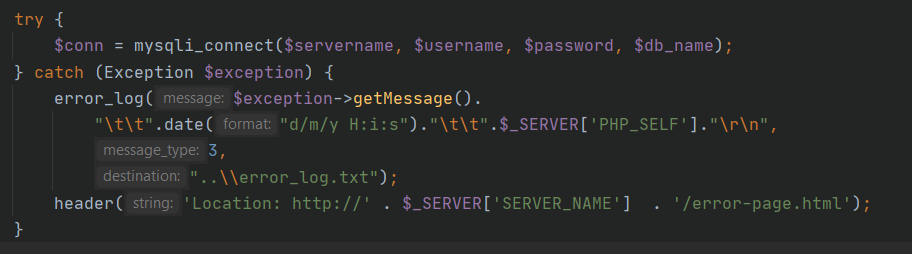 try {
    $conn = mysqli_connect($servername, $username, $password, $db_name);
} catch (Exception $exception) {
    error_log( message: $exception->getMessage().
        "\t\t".date( format: "d/m/y H:i:s")."\t\t".$_SERVER['PHP_SELF']."\r\n",
        message_type: 3,
        destination: "..\\error_log.txt");
    header( string: 'Location: http://' . $_SERVER['SERVER_NAME']  . '/error-page.html');
}